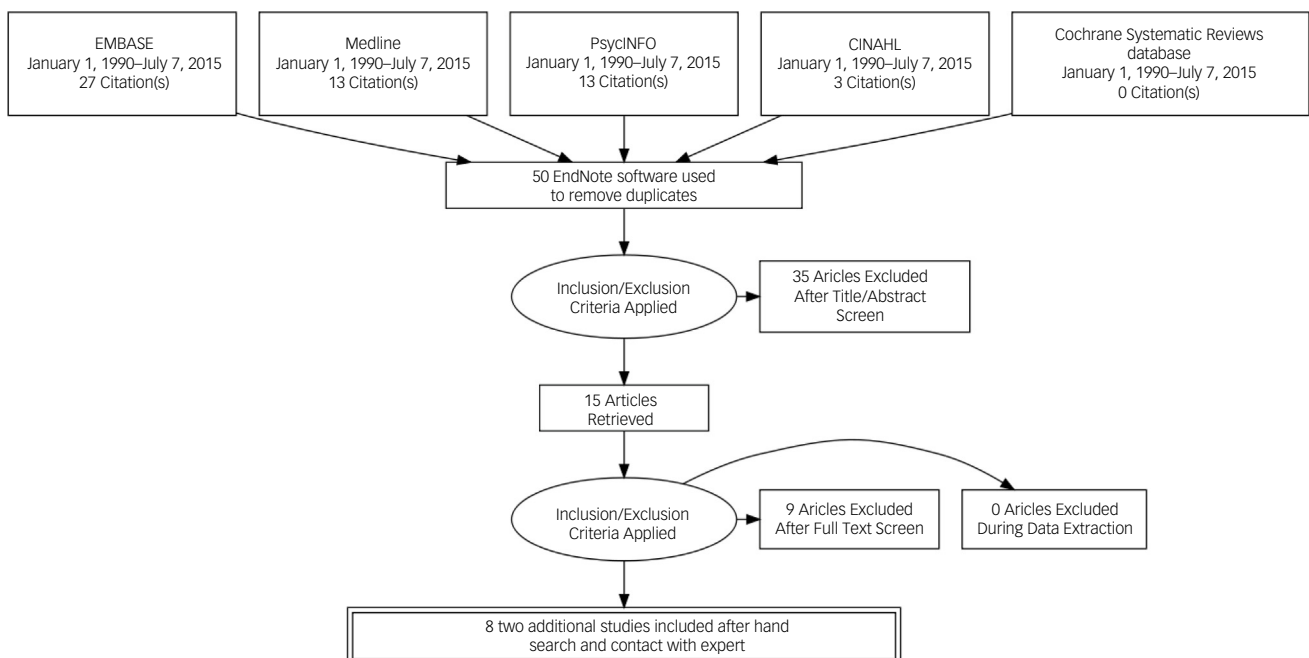 EMBASE
January 1, 1990–July 7, 2015
27 Citation(s)
Medline
January 1, 1990–July 7, 2015
13 Citation(s)
PsycINFO
January 1, 1990–July 7, 2015
13 Citation(s)
CINAHL
January 1, 1990–July 7, 2015
3 Citation(s)
Cochrane Systematic Reviews
database
January 1, 1990–July 7, 2015
0 Citation(s)
50 EndNote software used
to remove duplicates
Inclusion/Exclusion
Criteria Applied
35 Aricles Excluded
After Title/Abstract
Screen
15 Articles
Retrieved
Inclusion/Exclusion
Criteria Applied
9 Aricles Excluded
After Full Text Screen
0 Aricles Excluded
During Data Extraction
8 two additional studies included after hand
search and contact with expert